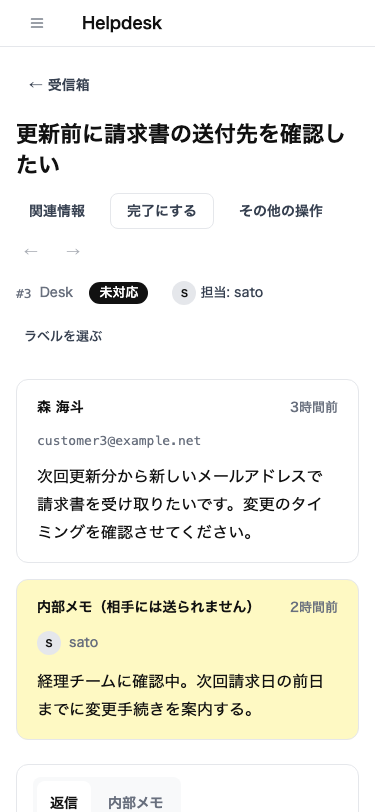 Helpdesk
← 受信箱
更新前に請求書の送付先を確認し
たい
関連情報 完了にする その他の操作
← →
#3 Desk 未対応 S 担当: sato
ラベルを選ぶ
森 海斗 3時間前
customer3@example.net
次回更新分から新しいメールアドレスで
請求書を受け取りたいです。変更のタイ
ミングを確認させてください。
内部メモ（相手には送られません） 2時間前
S sato
経理チームに確認中。次回請求日の前日
までに変更手続きを案内する。
返信 内部メモ